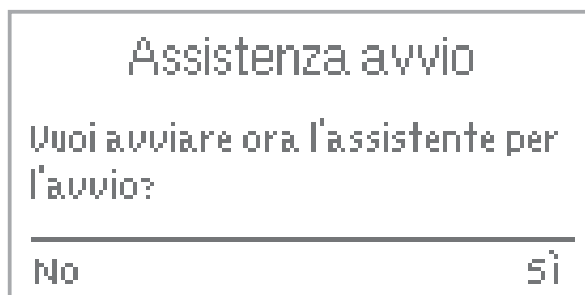 Assistenza avvio
Vuoi avviare ora l'assistente per
l'avvio?
No Sì